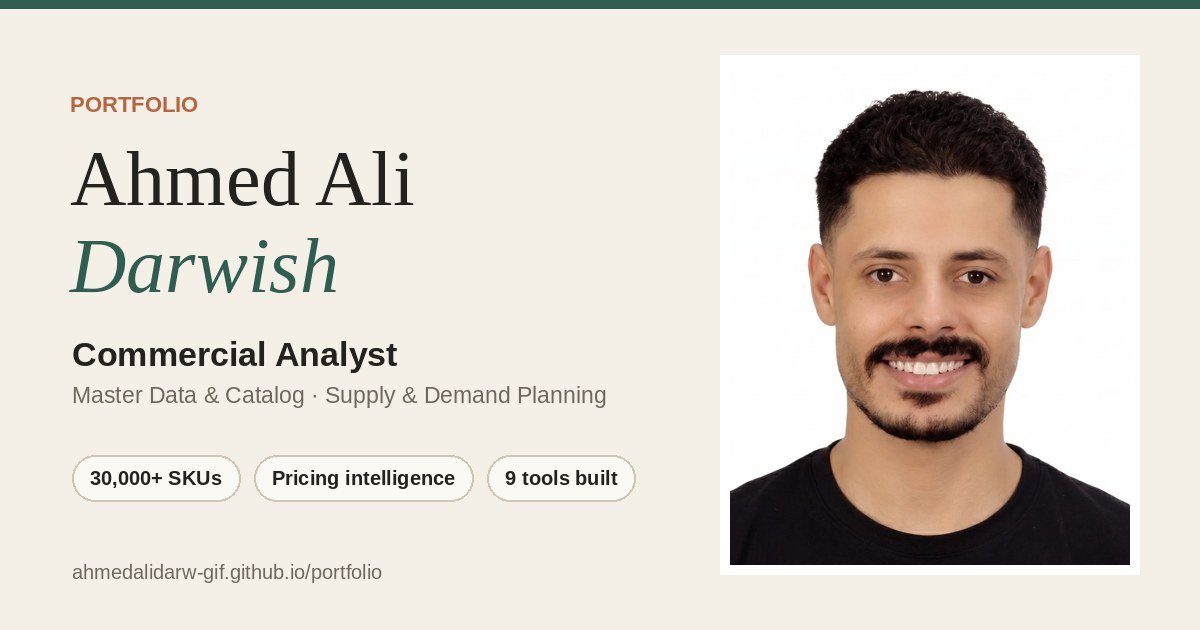 PORTFOLIO
Ahmed Ali
Darwish
Commercial Analyst
Master Data & Catalog · Supply & Demand Planning
30,000+ SKUs
Pricing intelligence
9 tools built
ahmedalidarw-gif.github.io/portfolio